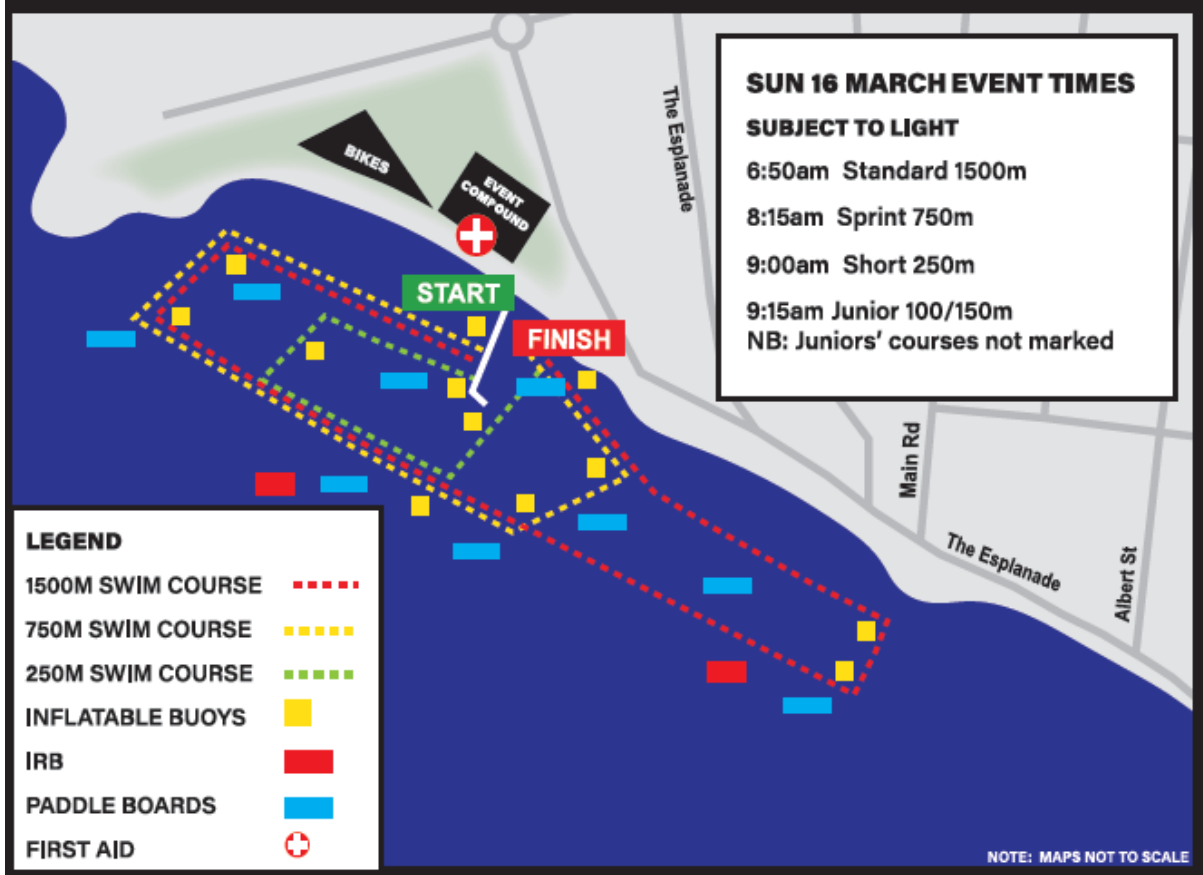 SUN 16 MARCH EVENT TIMES
SUBJECT TO LIGHT
6:50am Standard 1500m
8:15am Sprint 750m
9:00am Short 250m
9:15am Junior 100/150m
NB: Juniors' courses not marked
The Esplanade
BIKES
EVENT
COMPOUND
START
FINISH
Main Rd
The Esplanade
Albert St
LEGEND
1500M SWIM COURSE
750M SWIM COURSE
250M SWIM COURSE
INFLATABLE BUOYS
IRB
PADDLE BOARDS
FIRST AID
NOTE: MAPS NOT TO SCALE